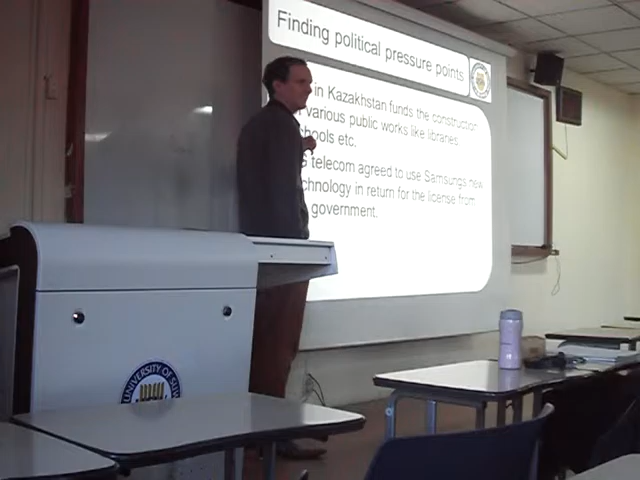 Finding political pressure points
in Kazakhstan funds the construction
various public works like libraries
schools etc.
telecom agreed to use Samsungs new
technology in return for the license from
government.
UNIVERSITY OF SUW